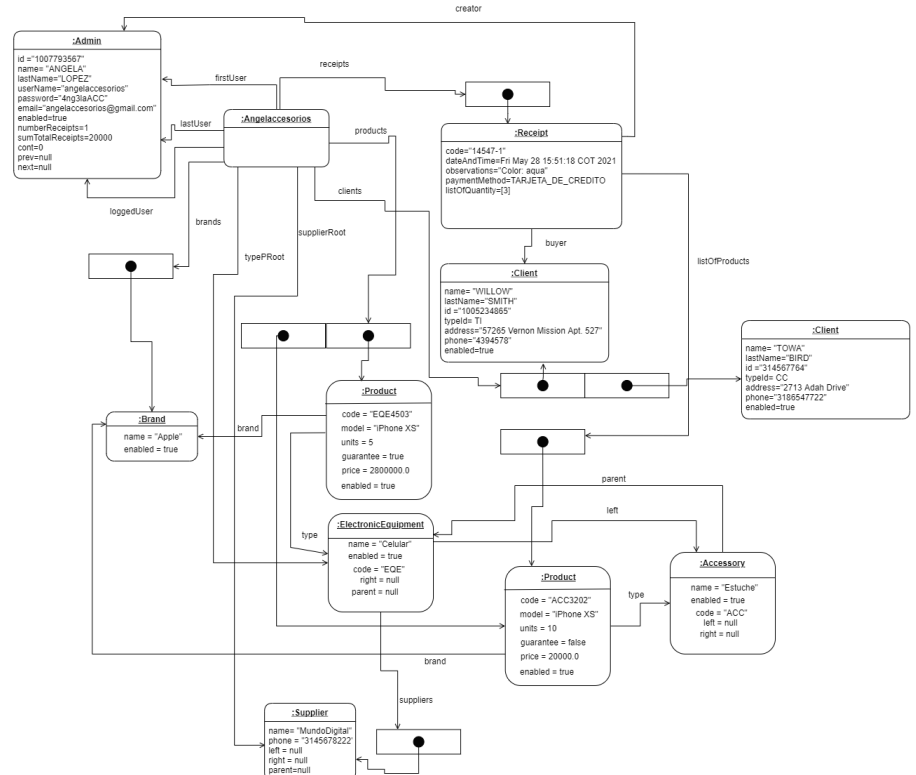 creator
:Admin
id ="1007793567"
name= "ANGELA"
lastName="LOPEZ"
userName="angelaccesorios"
password="4ng3laACC"
email="angelaccesorios@gmail.com"
enabled=true
numberReceipts=1
sumTotalReceipts=20000
cont=0
prev=null
next=null
receipts
firstUser
lastUser
:Angelaccesorios
products
loggedUser
brands
clients
supplierRoot
typePRoot
:Receipt
code="14547-1"
dateAndTime=Fri May 28 15:51:18 COT 2021
observations="Color: aqua"
paymentMethod=TARJETA_DE_CREDITO
listOfQuantity=[3]
buyer
listOfProducts
:Client
name= "WILLOW"
lastName="SMITH"
id ="1005234865"
typeId= TI
address="57265 Vernon Mission Apt. 527"
phone="4394578"
enabled=true
:Client
name= "TOWA"
lastName="BIRD"
id ="314567764"
typeId= CC
address="2713 Adah Drive"
phone="3186547722"
enabled=true
:Product
code = "EQE4503"
model = "iPhone XS"
units = 5
guarantee = true
price = 2800000.0
enabled = true
brand
:Brand
name = "Apple"
enabled = true
type
parent
left
:ElectronicEquipment
name = "Celular"
enabled = true
code = "EQE"
right = null
parent = null
:Product
code = "ACC3202"
model = "iPhone XS"
units = 10
guarantee = false
price = 20000.0
enabled = true
type
:Accessory
name = "Estuche"
enabled = true
code = "ACC"
left = null
right = null
brand
suppliers
:Supplier
name= "MundoDigital"
phone = "3145678222"
left = null
right = null
parent=null